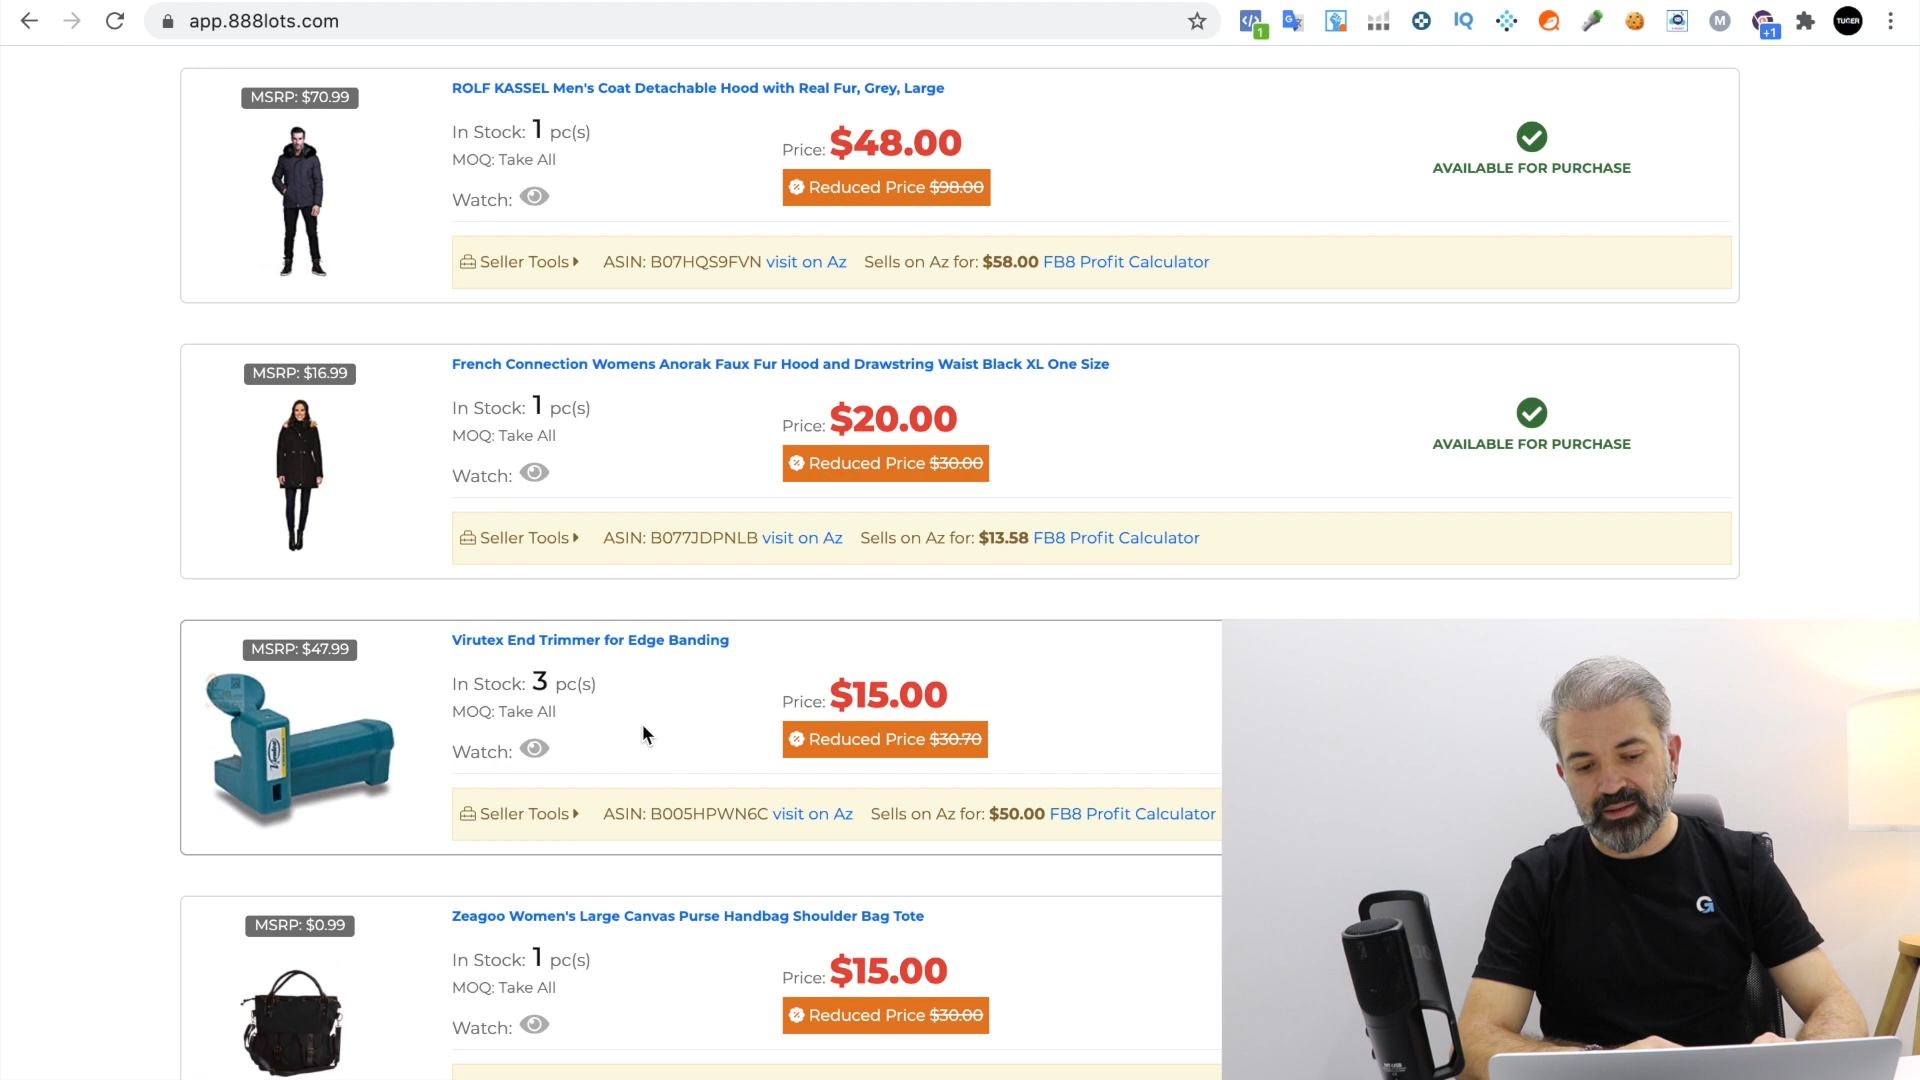 app.888lots.com
1
IQ
M
+1
TUGER
MSRP: $70.99
ROLF KASSEL Men's Coat Detachable Hood with Real Fur, Grey, Large
In Stock: 1 pc(s)
MOQ: Take All
Watch:
Price: $48.00
Reduced Price $98.00
AVAILABLE FOR PURCHASE
Seller Tools ASIN: B07HQS9FVN visit on Az Sells on Az for: $58.00 FB8 Profit Calculator
MSRP: $16.99
French Connection Womens Anorak Faux Fur Hood and Drawstring Waist Black XL One Size
In Stock: 1 pc(s)
MOQ: Take All
Watch:
Price: $20.00
Reduced Price $30.00
AVAILABLE FOR PURCHASE
Seller Tools ASIN: B077JDPNLB visit on Az Sells on Az for: $13.58 FB8 Profit Calculator
MSRP: $47.99
Virutex End Trimmer for Edge Banding
In Stock: 3 pc(s)
MOQ: Take All
Watch:
Price: $15.00
Reduced Price $30.70
Seller Tools ASIN: B005HPWN6C visit on Az Sells on Az for: $50.00 FB8 Profit Calculator
MSRP: $0.99
Zeagoo Women's Large Canvas Purse Handbag Shoulder Bag Tote
In Stock: 1 pc(s)
MOQ: Take All
Watch:
Price: $15.00
Reduced Price $30.00